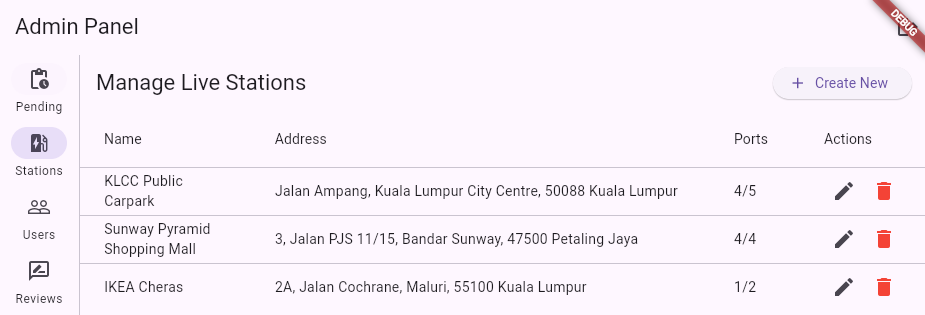 Admin Panel
DEBUG
Pending
Stations
Users
Reviews
Manage Live Stations
Create New
Name Address Ports Actions
KLCC Public
Carpark
Jalan Ampang, Kuala Lumpur City Centre, 50088 Kuala Lumpur 4/5
Sunway Pyramid
Shopping Mall
3, Jalan PJS 11/15, Bandar Sunway, 47500 Petaling Jaya 4/4
IKEA Cheras 2A, Jalan Cochrane, Maluri, 55100 Kuala Lumpur 1/2